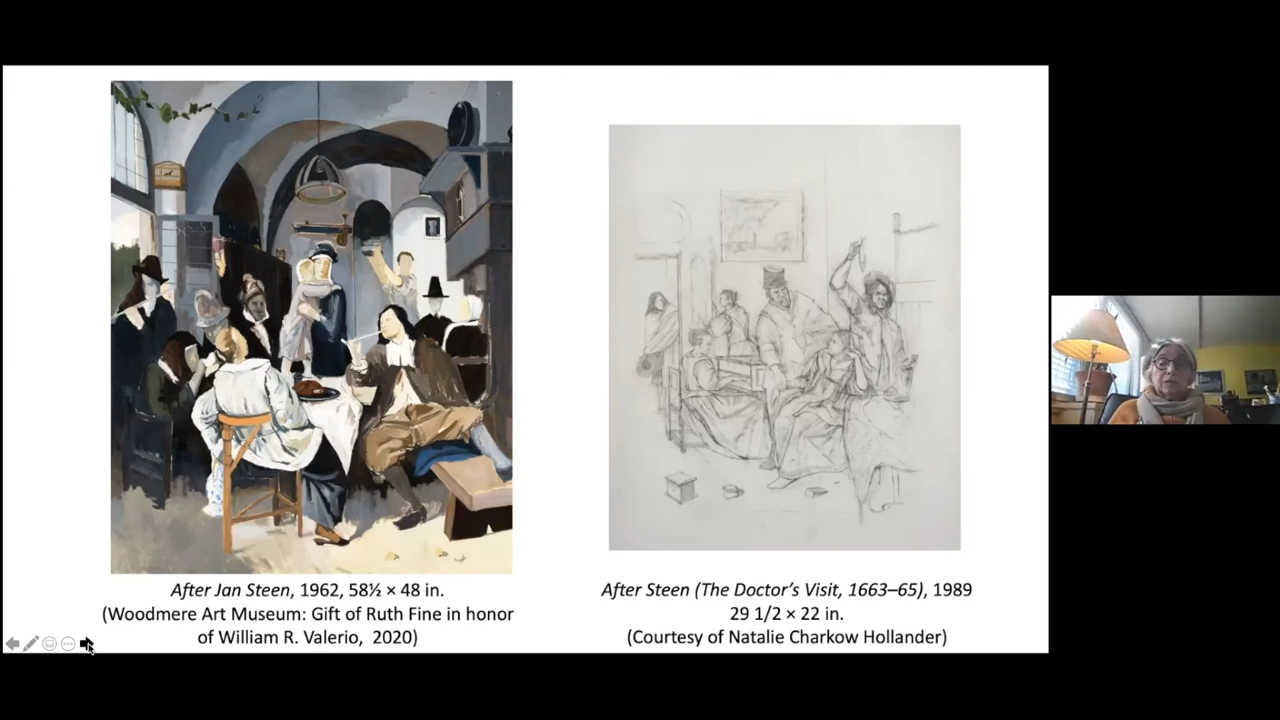 After Jan Steen, 1962, 58½ × 48 in.
(Woodmere Art Museum: Gift of Ruth Fine in honor
of William R. Valerio,  2020)
After Steen (The Doctor’s Visit, 1663–65), 1989
29 1/2 × 22 in.
(Courtesy of Natalie Charkow Hollander)